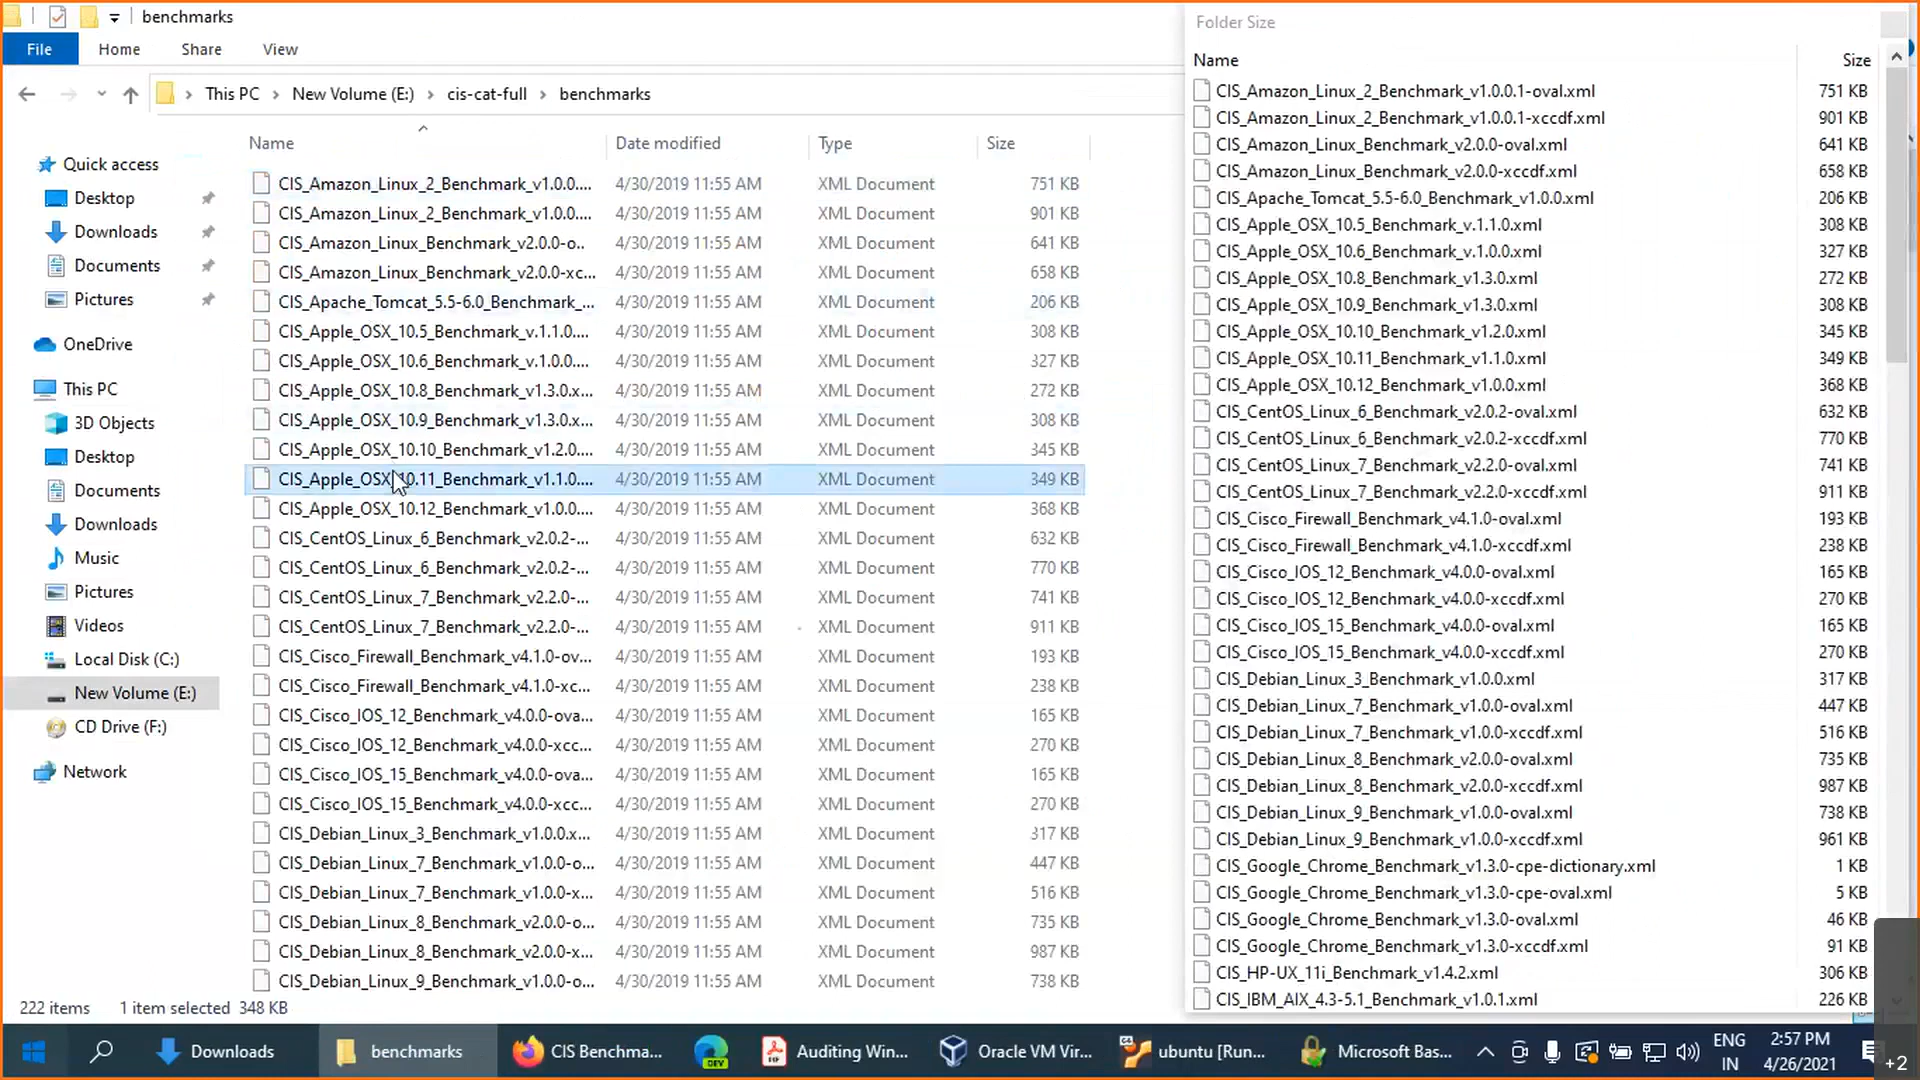 benchmarks
File Home Share View
This PC New Volume (E:) cis-cat-full benchmarks
Name Date modified Type Size
Quick access
Desktop
Downloads
Documents
Pictures
OneDrive
This PC
3D Objects
Desktop
Documents
Downloads
Music
Pictures
Videos
Local Disk (C:)
New Volume (E:)
CD Drive (F:)
Network
CIS_Amazon_Linux_2_Benchmark_v1.0.0.... 4/30/2019 11:55 AM XML Document 751 KB
CIS_Amazon_Linux_2_Benchmark_v1.0.0.... 4/30/2019 11:55 AM XML Document 901 KB
CIS_Amazon_Linux_Benchmark_v2.0.0-o.. 4/30/2019 11:55 AM XML Document 641 KB
CIS_Amazon_Linux_Benchmark_v2.0.0-xc... 4/30/2019 11:55 AM XML Document 658 KB
CIS_Apache_Tomcat_5.5-6.0_Benchmark_... 4/30/2019 11:55 AM XML Document 206 KB
CIS_Apple_OSX_10.5_Benchmark_v.1.1.0.... 4/30/2019 11:55 AM XML Document 308 KB
CIS_Apple_OSX_10.6_Benchmark_v.1.0.0.... 4/30/2019 11:55 AM XML Document 327 KB
CIS_Apple_OSX_10.8_Benchmark_v1.3.0.x... 4/30/2019 11:55 AM XML Document 272 KB
CIS_Apple_OSX_10.9_Benchmark_v1.3.0.x... 4/30/2019 11:55 AM XML Document 308 KB
CIS_Apple_OSX_10.10_Benchmark_v1.2.0.... 4/30/2019 11:55 AM XML Document 345 KB
CIS_Apple_OSX_10.11_Benchmark_v1.1.0.... 4/30/2019 11:55 AM XML Document 349 KB
CIS_Apple_OSX_10.12_Benchmark_v1.0.0.... 4/30/2019 11:55 AM XML Document 368 KB
CIS_CentOS_Linux_6_Benchmark_v2.0.2-... 4/30/2019 11:55 AM XML Document 632 KB
CIS_CentOS_Linux_6_Benchmark_v2.0.2-... 4/30/2019 11:55 AM XML Document 770 KB
CIS_CentOS_Linux_7_Benchmark_v2.2.0-... 4/30/2019 11:55 AM XML Document 741 KB
CIS_CentOS_Linux_7_Benchmark_v2.2.0-... 4/30/2019 11:55 AM XML Document 911 KB
CIS_Cisco_Firewall_Benchmark_v4.1.0-ov... 4/30/2019 11:55 AM XML Document 193 KB
CIS_Cisco_Firewall_Benchmark_v4.1.0-xc... 4/30/2019 11:55 AM XML Document 238 KB
CIS_Cisco_IOS_12_Benchmark_v4.0.0-ova... 4/30/2019 11:55 AM XML Document 165 KB
CIS_Cisco_IOS_12_Benchmark_v4.0.0-xcc... 4/30/2019 11:55 AM XML Document 270 KB
CIS_Cisco_IOS_15_Benchmark_v4.0.0-ova... 4/30/2019 11:55 AM XML Document 165 KB
CIS_Cisco_IOS_15_Benchmark_v4.0.0-xcc... 4/30/2019 11:55 AM XML Document 270 KB
CIS_Debian_Linux_3_Benchmark_v1.0.0.x... 4/30/2019 11:55 AM XML Document 317 KB
CIS_Debian_Linux_7_Benchmark_v1.0.0-o... 4/30/2019 11:55 AM XML Document 447 KB
CIS_Debian_Linux_7_Benchmark_v1.0.0-x... 4/30/2019 11:55 AM XML Document 516 KB
CIS_Debian_Linux_8_Benchmark_v2.0.0-o... 4/30/2019 11:55 AM XML Document 735 KB
CIS_Debian_Linux_8_Benchmark_v2.0.0-x... 4/30/2019 11:55 AM XML Document 987 KB
CIS_Debian_Linux_9_Benchmark_v1.0.0-o... 4/30/2019 11:55 AM XML Document 738 KB
222 items 1 item selected 348 KB
Folder Size
Name Size
CIS_Amazon_Linux_2_Benchmark_v1.0.0.1-oval.xml 751 KB
CIS_Amazon_Linux_2_Benchmark_v1.0.0.1-xccdf.xml 901 KB
CIS_Amazon_Linux_Benchmark_v2.0.0-oval.xml 641 KB
CIS_Amazon_Linux_Benchmark_v2.0.0-xccdf.xml 658 KB
CIS_Apache_Tomcat_5.5-6.0_Benchmark_v1.0.0.xml 206 KB
CIS_Apple_OSX_10.5_Benchmark_v.1.1.0.xml 308 KB
CIS_Apple_OSX_10.6_Benchmark_v.1.0.0.xml 327 KB
CIS_Apple_OSX_10.8_Benchmark_v1.3.0.xml 272 KB
CIS_Apple_OSX_10.9_Benchmark_v1.3.0.xml 308 KB
CIS_Apple_OSX_10.10_Benchmark_v1.2.0.xml 345 KB
CIS_Apple_OSX_10.11_Benchmark_v1.1.0.xml 349 KB
CIS_Apple_OSX_10.12_Benchmark_v1.0.0.xml 368 KB
CIS_CentOS_Linux_6_Benchmark_v2.0.2-oval.xml 632 KB
CIS_CentOS_Linux_6_Benchmark_v2.0.2-xccdf.xml 770 KB
CIS_CentOS_Linux_7_Benchmark_v2.2.0-oval.xml 741 KB
CIS_CentOS_Linux_7_Benchmark_v2.2.0-xccdf.xml 911 KB
CIS_Cisco_Firewall_Benchmark_v4.1.0-oval.xml 193 KB
CIS_Cisco_Firewall_Benchmark_v4.1.0-xccdf.xml 238 KB
CIS_Cisco_IOS_12_Benchmark_v4.0.0-oval.xml 165 KB
CIS_Cisco_IOS_12_Benchmark_v4.0.0-xccdf.xml 270 KB
CIS_Cisco_IOS_15_Benchmark_v4.0.0-oval.xml 165 KB
CIS_Cisco_IOS_15_Benchmark_v4.0.0-xccdf.xml 270 KB
CIS_Debian_Linux_3_Benchmark_v1.0.0.xml 317 KB
CIS_Debian_Linux_7_Benchmark_v1.0.0-oval.xml 447 KB
CIS_Debian_Linux_7_Benchmark_v1.0.0-xccdf.xml 516 KB
CIS_Debian_Linux_8_Benchmark_v2.0.0-oval.xml 735 KB
CIS_Debian_Linux_8_Benchmark_v2.0.0-xccdf.xml 987 KB
CIS_Debian_Linux_9_Benchmark_v1.0.0-oval.xml 738 KB
CIS_Debian_Linux_9_Benchmark_v1.0.0-xccdf.xml 961 KB
CIS_Google_Chrome_Benchmark_v1.3.0-cpe-dictionary.xml 1 KB
CIS_Google_Chrome_Benchmark_v1.3.0-cpe-oval.xml 5 KB
CIS_Google_Chrome_Benchmark_v1.3.0-oval.xml 46 KB
CIS_Google_Chrome_Benchmark_v1.3.0-xccdf.xml 91 KB
CIS_HP-UX_11i_Benchmark_v1.4.2.xml 306 KB
CIS_IBM_AIX_4.3-5.1_Benchmark_v1.0.1.xml 226 KB
Downloads benchmarks CIS Benchma... DEV Auditing Win... Oracle VM Vir... ubuntu [Run... Microsoft Bas... ENG 2:57 PM
IN 4/26/2021 +2